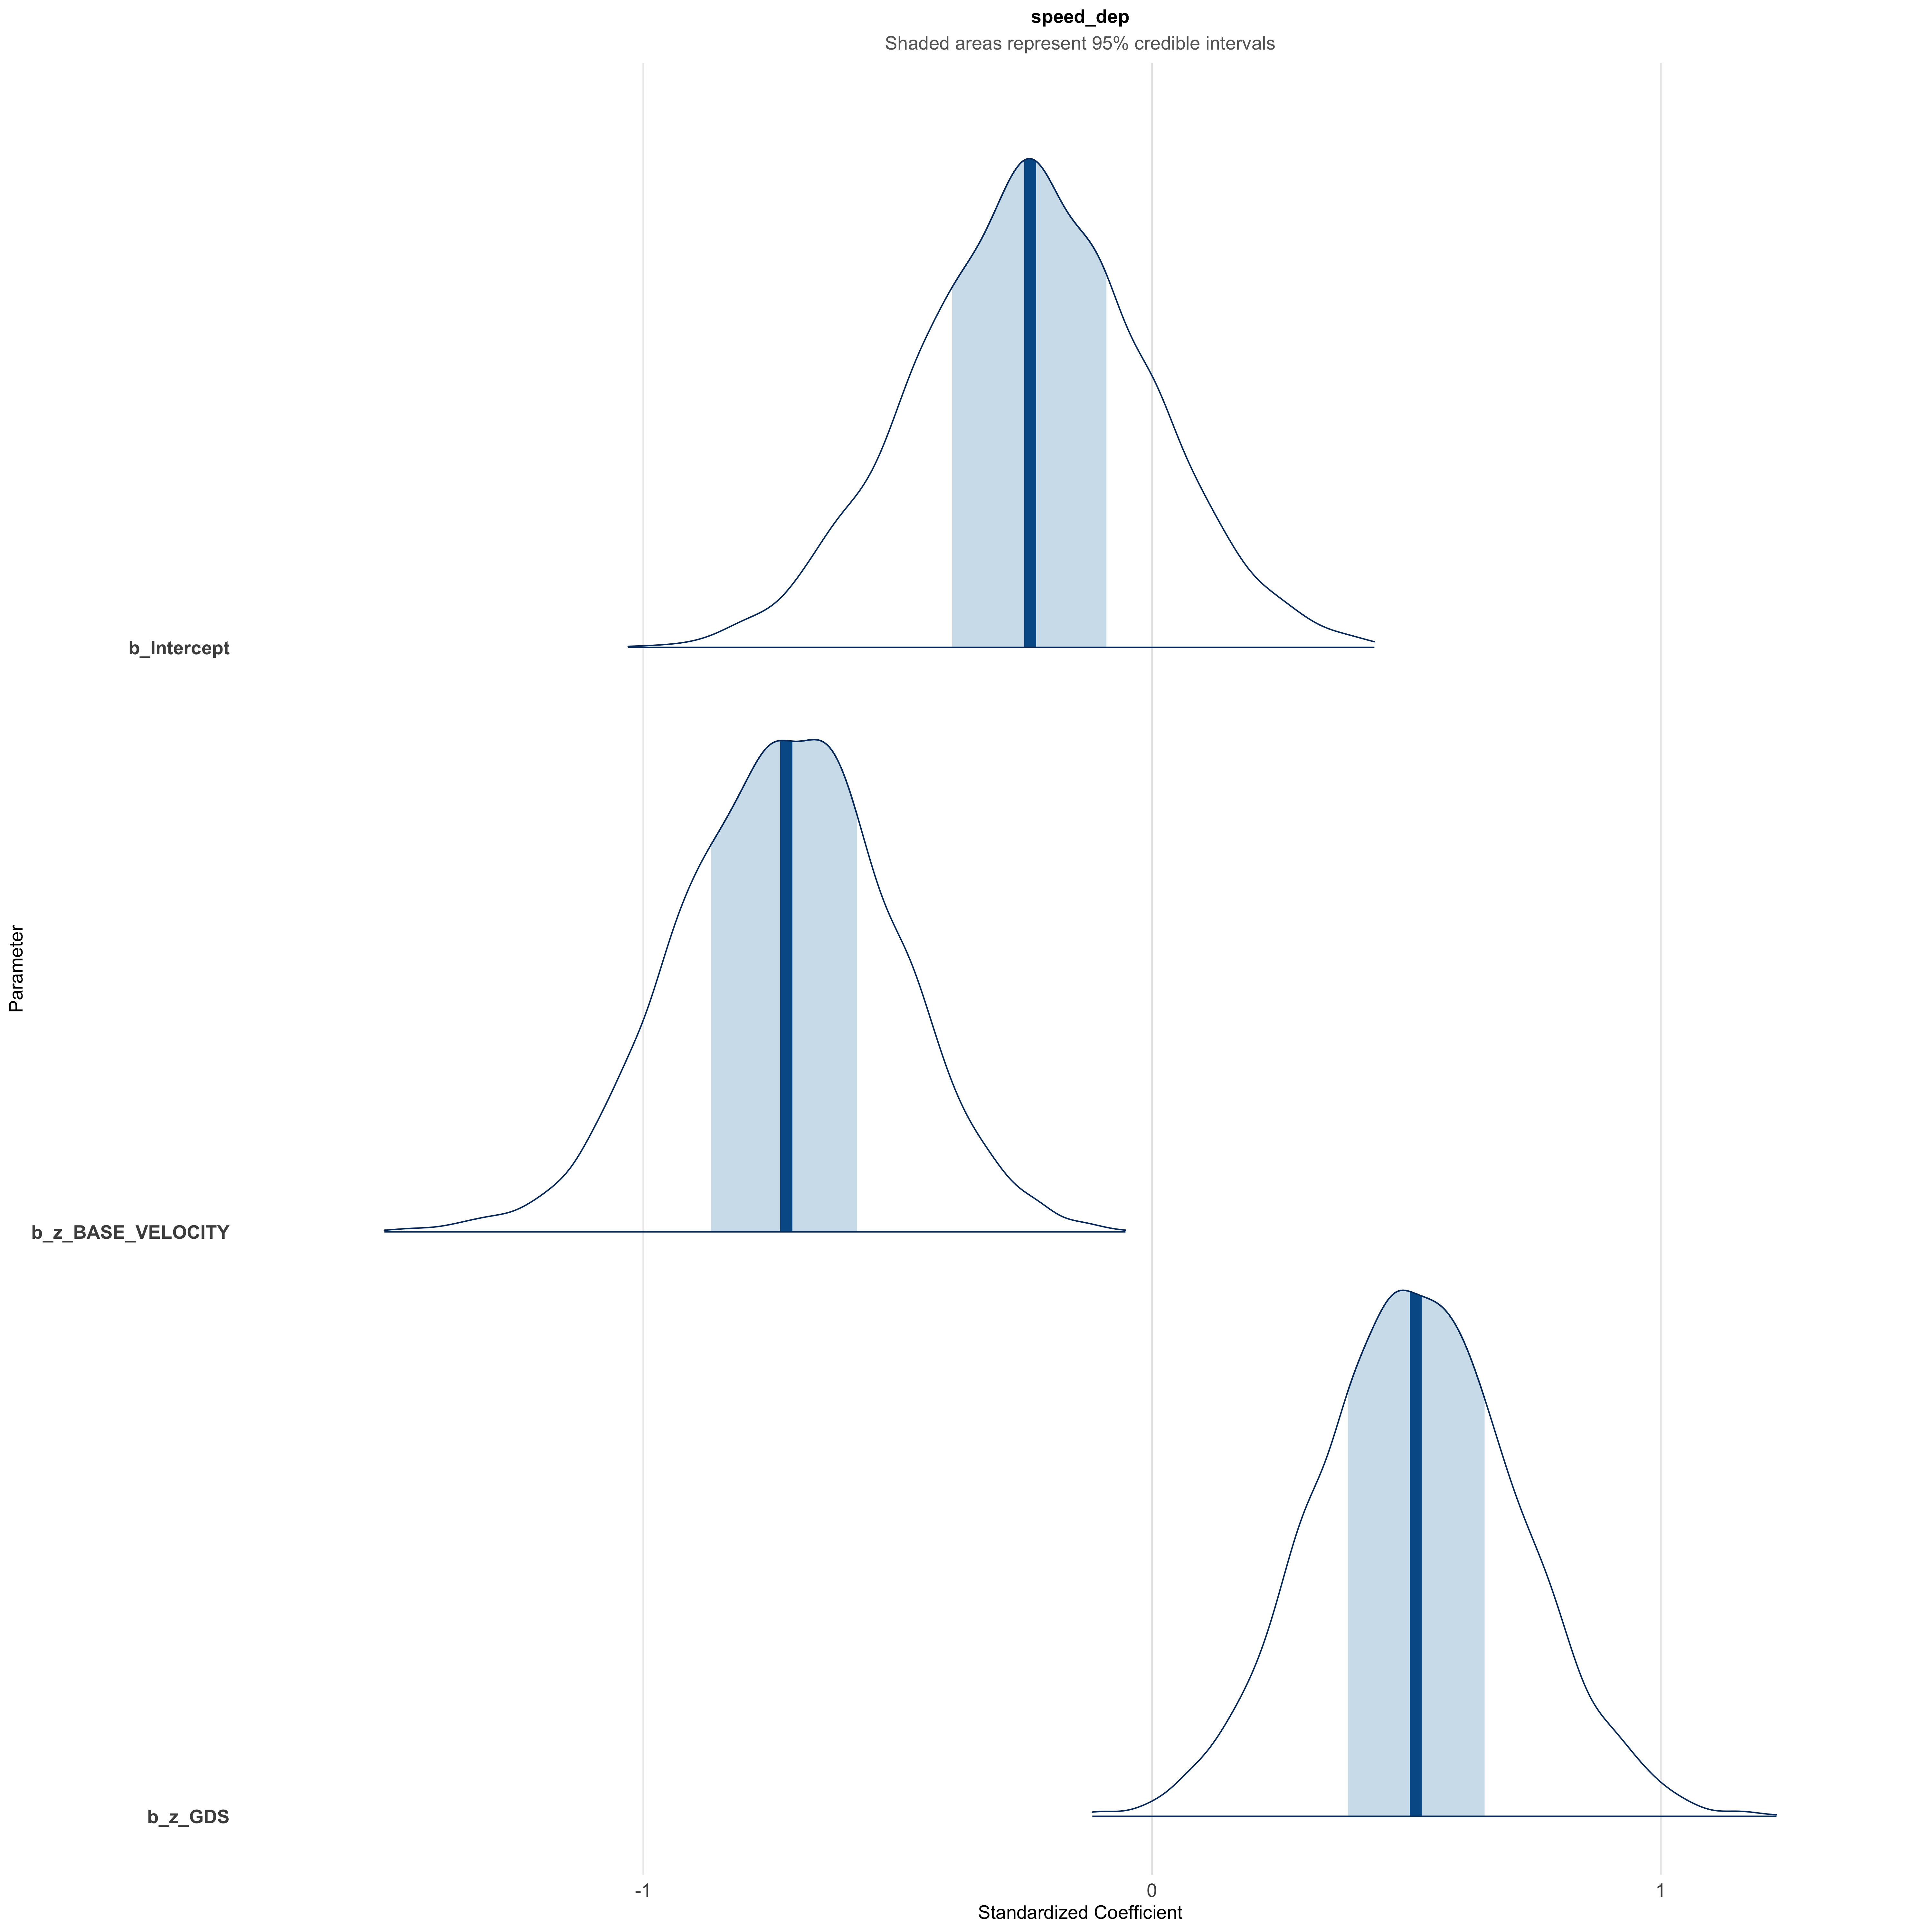 speed_dep
Shaded areas represent 95% credible intervals
b_Intercept
b_z_BASE_VELOCITY
b_z_GDS
Parameter
-1 0 1
Standardized Coefficient